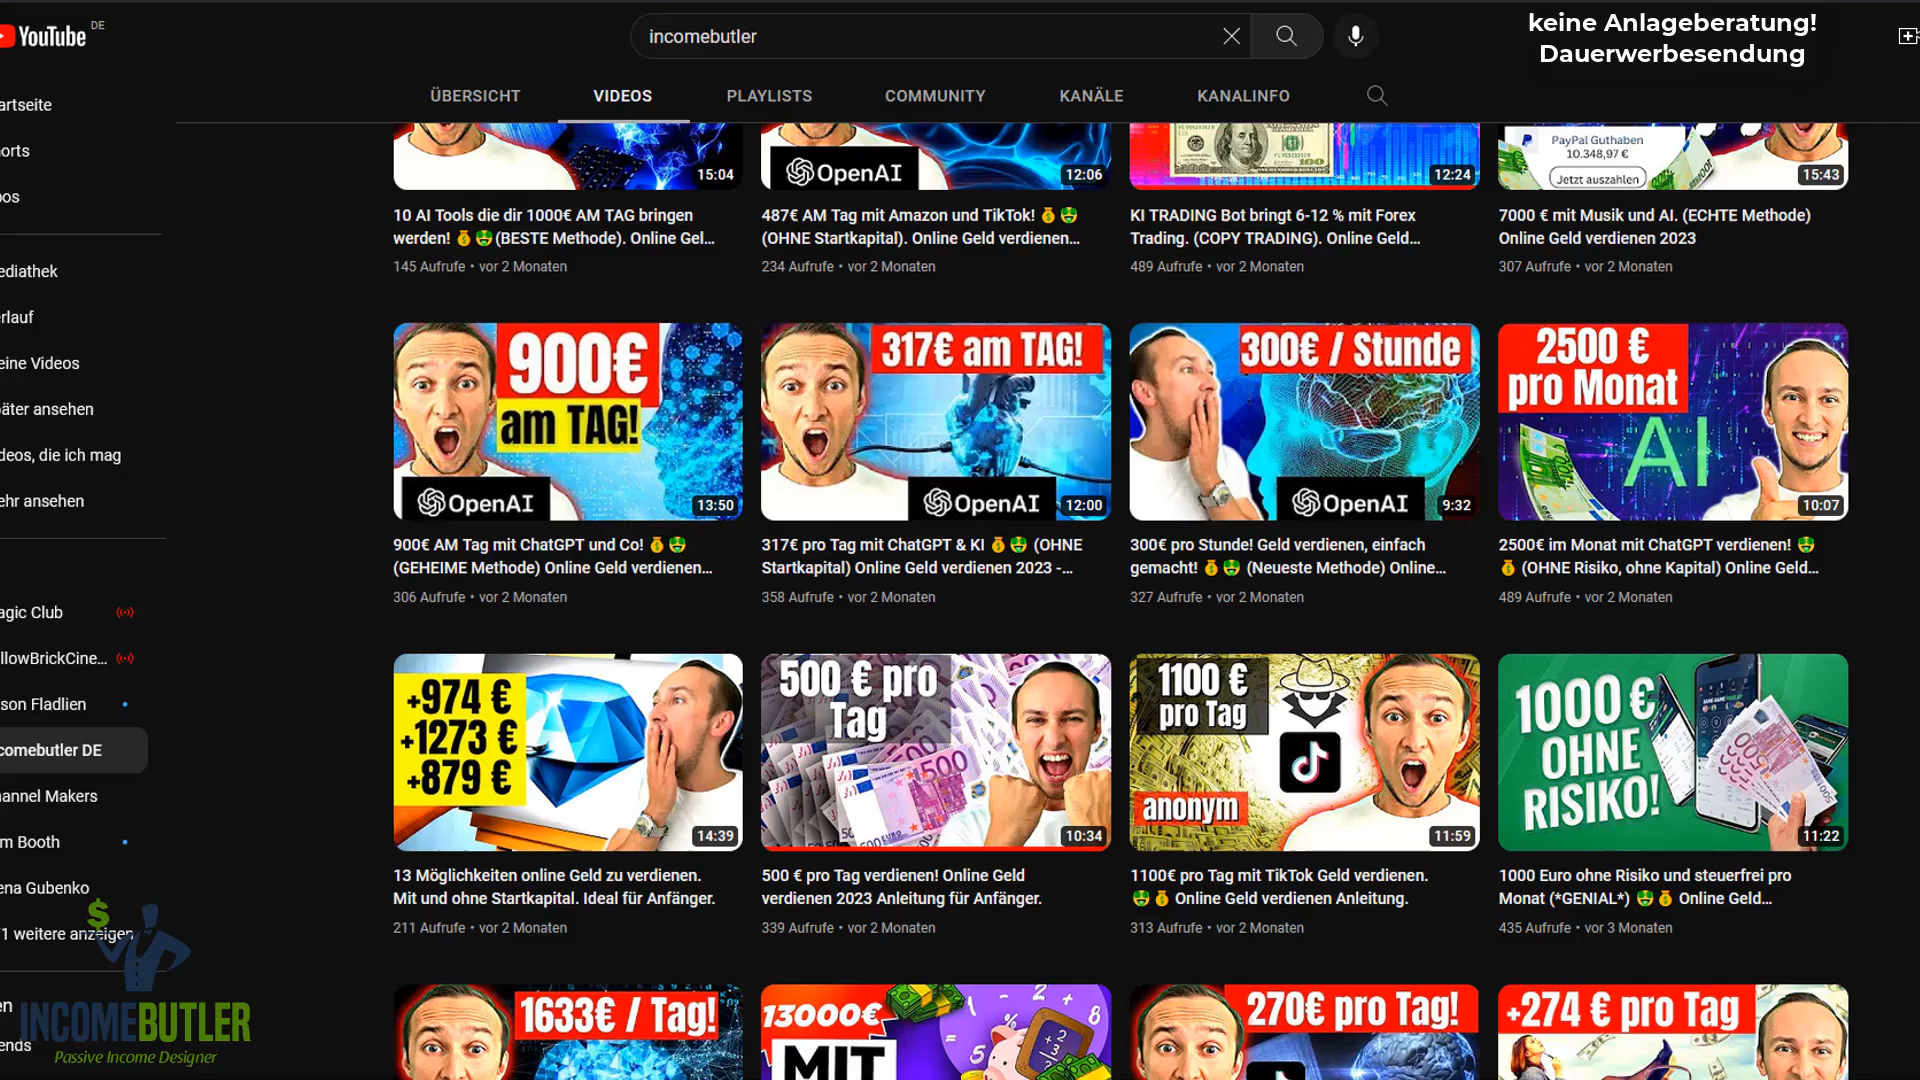 YouTube DE
incomebutler
keine Anlageberatung!
Dauerwerbesendung
ÜBERSICHT
VIDEOS
PLAYLISTS
COMMUNITY
KANÄLE
KANALINFO
artseite
orts
os
ediathek
erlauf
eine Videos
äter ansehen
deos, die ich mag
ehr ansehen
agic Club
llowBrickCine...
son Fladlien
comebutler DE
annel Makers
m Booth
ena Gubenko
1 weitere anzeigen
en
ends
$
INCOMEBUTLER
Passive Income Designer
15:04
10 AI Tools die dir 1000€ AM TAG bringen
werden! 💰🤑(BESTE Methode). Online Gel...
145 Aufrufe • vor 2 Monaten
OpenAI
12:06
487€ AM Tag mit Amazon und TikTok! 💰🤑
(OHNE Startkapital). Online Geld verdienen...
234 Aufrufe • vor 2 Monaten
100
12:24
KI TRADING Bot bringt 6-12 % mit Forex
Trading. (COPY TRADING). Online Geld...
489 Aufrufe • vor 2 Monaten
PayPal Guthaben
10.348,97 €
Jetzt auszahlen
100
15:43
7000 € mit Musik und AI. (ECHTE Methode)
Online Geld verdienen 2023
307 Aufrufe • vor 2 Monaten
900€
am TAG!
OpenAI
13:50
900€ AM Tag mit ChatGPT und Co! 💰🤑
(GEHEIME Methode) Online Geld verdienen...
306 Aufrufe • vor 2 Monaten
317€ am TAG!
OpenAI
12:00
317€ pro Tag mit ChatGPT & KI 💰🤑 (OHNE
Startkapital) Online Geld verdienen 2023 -...
358 Aufrufe • vor 2 Monaten
300€ / Stunde
OpenAI
9:32
300€ pro Stunde! Geld verdienen, einfach
gemacht! 💰🤑 (Neueste Methode) Online...
327 Aufrufe • vor 2 Monaten
2500 €
pro Monat
AI
10:07
2500€ im Monat mit ChatGPT verdienen! 🤑
💰 (OHNE Risiko, ohne Kapital) Online Geld...
489 Aufrufe • vor 2 Monaten
+974 €
+1273 €
+879 €
14:39
13 Möglichkeiten online Geld zu verdienen.
Mit und ohne Startkapital. Ideal für Anfänger.
211 Aufrufe • vor 2 Monaten
500 € pro
Tag
500
10:34
500 € pro Tag verdienen! Online Geld
verdienen 2023 Anleitung für Anfänger.
339 Aufrufe • vor 2 Monaten
1100 €
pro Tag
anonym
11:59
1100€ pro Tag mit TikTok Geld verdienen.
🤑💰 Online Geld verdienen Anleitung.
313 Aufrufe • vor 2 Monaten
1000 €
OHNE
RISIKO!
11:22
1000 Euro ohne Risiko und steuerfrei pro
Monat (*GENIAL*) 🤑💰 Online Geld...
435 Aufrufe • vor 3 Monaten
1633€ / Tag!
13000€
MIT
270€ pro Tag!
+274 € pro Tag